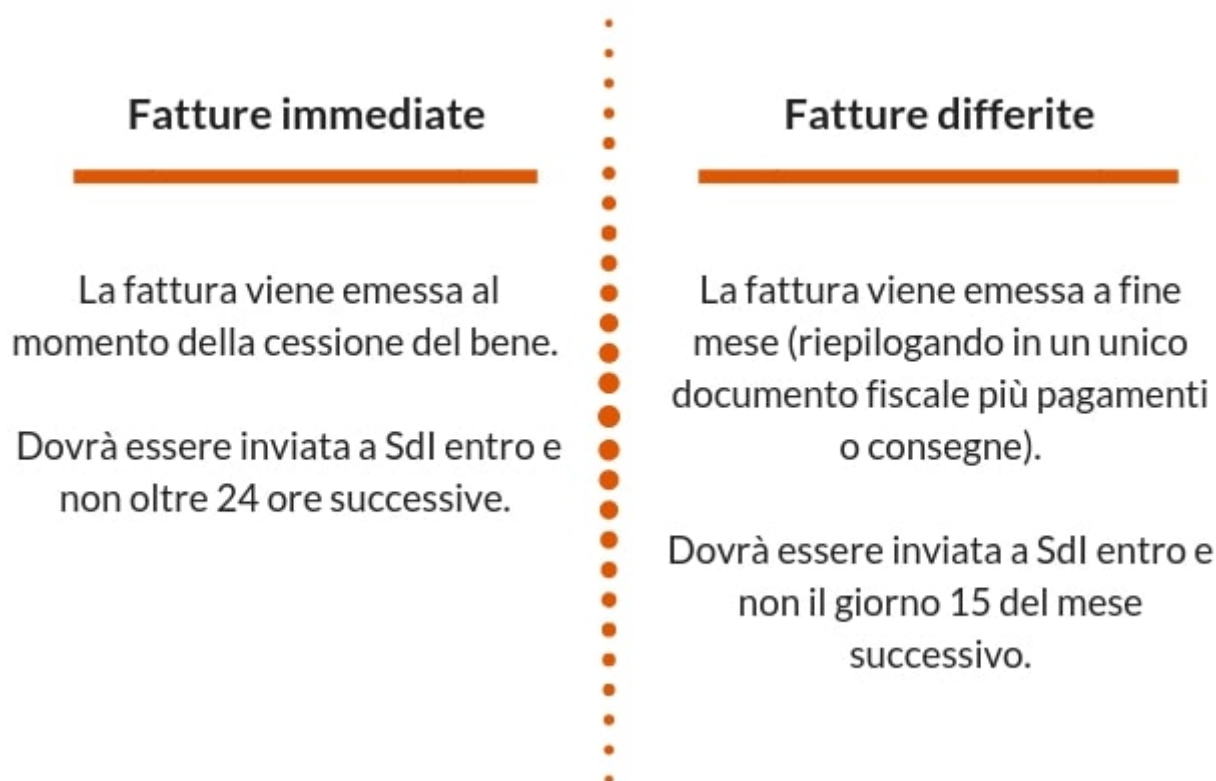 Fatture immediate
La fattura viene emessa al
momento della cessione del bene.
Dovrà essere inviata a SdI entro e
non oltre 24 ore successive.
Fatture differite
La fattura viene emessa a fine
mese (riepilogando in un unico
documento fiscale più pagamenti
o consegne).
Dovrà essere inviata a SdI entro e
non il giorno 15 del mese
successivo.